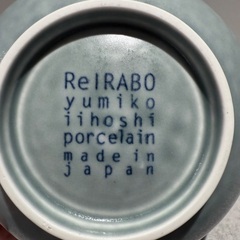 ReIRABO
yumiko
iihoshi
porcelain
made in
japan